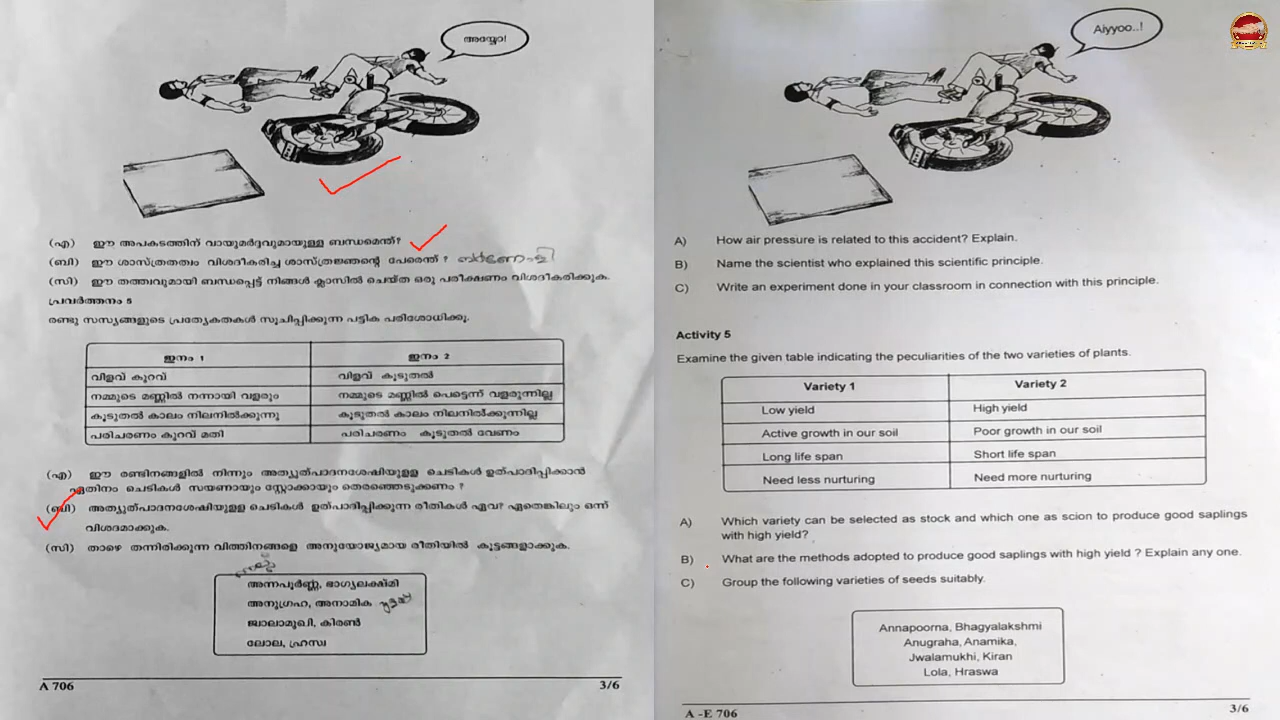 അയ്യോ!
(എ) ഈ അപകടത്തിന് വായുമർദ്ദവുമായുള്ള ബന്ധമെന്ത്?
(ബി) ഈ ശാസ്ത്രതത്വം വിശദീകരിച്ച ശാസ്ത്രജ്ഞന്റെ പേരെന്ത് ?
(സി) ഈ തത്ത്വവുമായി ബന്ധപ്പെട്ട് നിങ്ങൾ ക്ലാസിൽ ചെയ്ത ഒരു പരീക്ഷണം വിശദീകരിക്കുക.
പ്രവർത്തനം 5
രണ്ടു സസ്യങ്ങളുടെ പ്രത്യേകതകൾ സൂചിപ്പിക്കുന്ന പട്ടിക പരിശോധിക്കൂ.
ഇനം 1 ഇനം 2
വിളവ് കുറവ് വിളവ് കൂടുതൽ
നമ്മുടെ മണ്ണിൽ നന്നായി വളരും നമ്മുടെ മണ്ണിൽ പെട്ടെന്ന് വളരുന്നില്ല
കൂടുതൽ കാലം നിലനിൽക്കുന്നു കൂടുതൽ കാലം നിലനിൽക്കുന്നില്ല
പരിചരണം കുറവ് മതി പരിചരണം കൂടുതൽ വേണം
(എ) ഈ രണ്ടിനങ്ങളിൽ നിന്നും അത്യുത്പാദനശേഷിയുള്ള ചെടികൾ ഉത്പാദിപ്പിക്കാൻ
ഏതിനം ചെടികൾ സയണായും സ്റ്റോക്കായും തെരഞ്ഞെടുക്കണം ?
(ബി) അത്യുത്പാദനശേഷിയുള്ള ചെടികൾ ഉത്പാദിപ്പിക്കുന്ന രീതികൾ ഏവ? ഏതെങ്കിലും ഒന്ന്
വിശദമാക്കുക.
(സി) താഴെ തന്നിരിക്കുന്ന വിത്തിനങ്ങളെ അനുയോജ്യമായ രീതിയിൽ കൂട്ടങ്ങളാക്കുക.
അന്നപൂർണ്ണ, ഭാഗ്യലക്ഷ്മി
അനുഗ്രഹ, അനാമിക
ജ്വാലാമുഖി, കിരൺ
ലോല, ഹ്രസ്വ
A 706 3/6
Aiyyoo..!
A) How air pressure is related to this accident? Explain.
B) Name the scientist who explained this scientific principle.
C) Write an experiment done in your classroom in connection with this principle.
Activity 5
Examine the given table indicating the peculiarities of the two varieties of plants.
Variety 1 Variety 2
Low yield High yield
Active growth in our soil Poor growth in our soil
Long life span Short life span
Need less nurturing Need more nurturing
A) Which variety can be selected as stock and which one as scion to produce good saplings
with high yield?
B) What are the methods adopted to produce good saplings with high yield ? Explain any one.
C) Group the following varieties of seeds suitably.
Annapoorna, Bhagyalakshmi
Anugraha, Anamika,
Jwalamukhi, Kiran
Lola, Hraswa
A -E 706 3/6